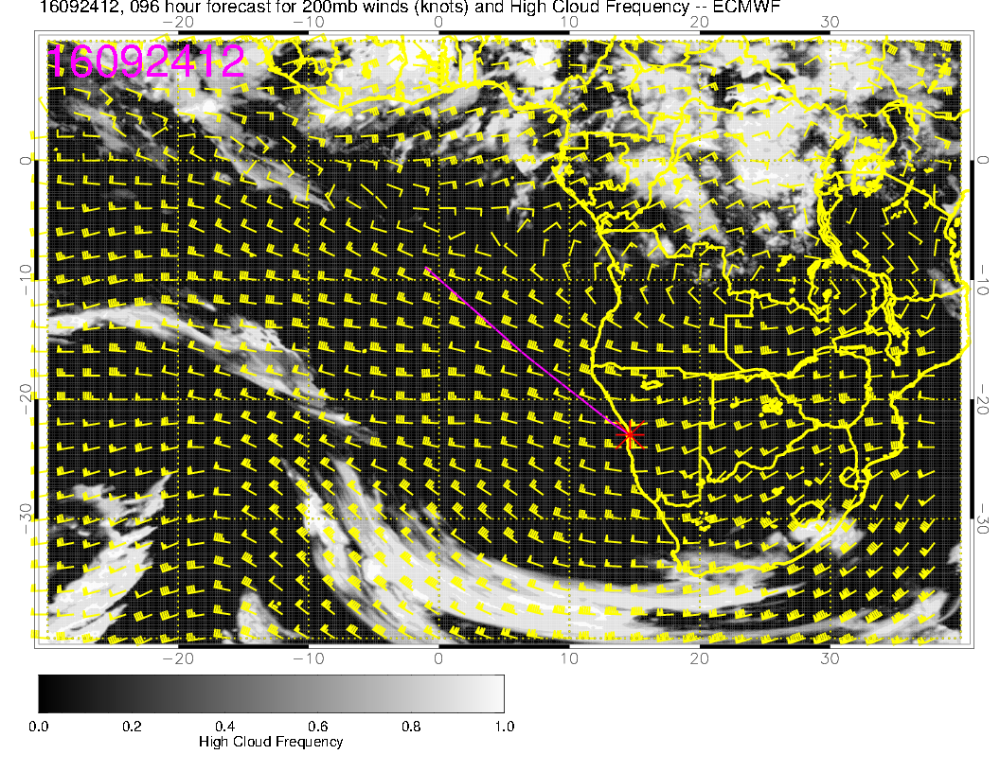 16092412, 096 hour forecast for 200mb winds (knots) and High Cloud Frequency -- ECMWF
−20 −10 0 10 20 30
16092412
0 0
−10 −10
−20 −20
−30 −30
−20 −10 0 10 20 30
0.0 0.2 0.4 0.6 0.8 1.0
High Cloud Frequency